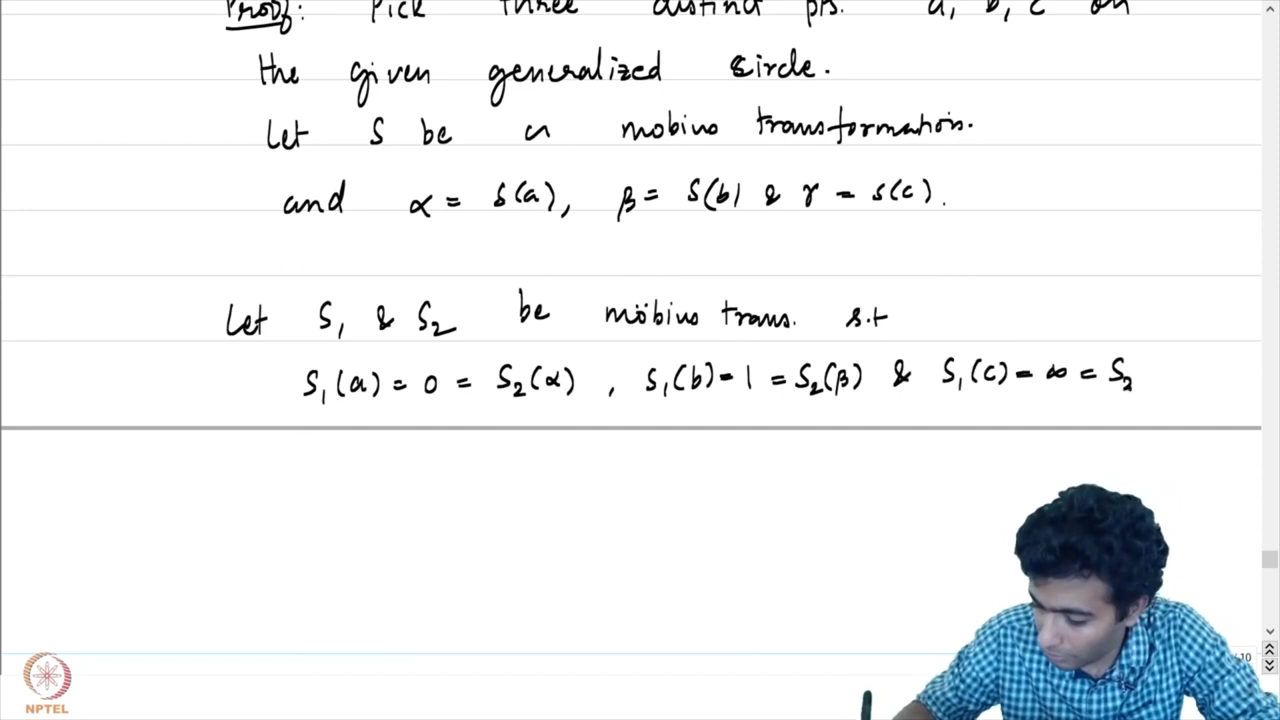 Proof: Pick three distinct pts. a, b, c on
the given generalized circle.
Let S be a mobius transformation.
and α = S(a), β = S(b) & γ = S(c).
Let S₁ & S₂ be möbius trans. s.t
S₁(a) = 0 = S₂(α), S₁(b) = 1 = S₂(β) & S₁(c) = ∞ = S₂
10
NPTEL